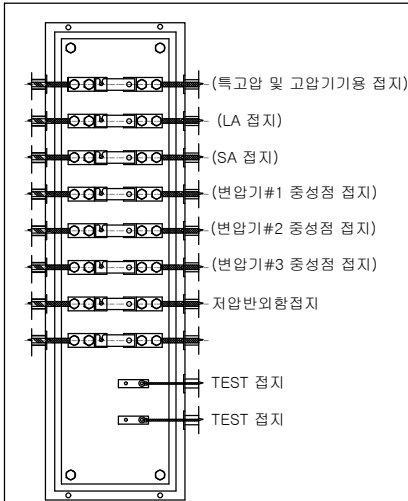 (특고압 및 고압기기용 접지)
(LA 접지)
(SA 접지)
(변압기#1 중성점 접지)
(변압기#2 중성점 접지)
(변압기#3 중성점 접지)
저압반외함접지
TEST 접지
TEST 접지